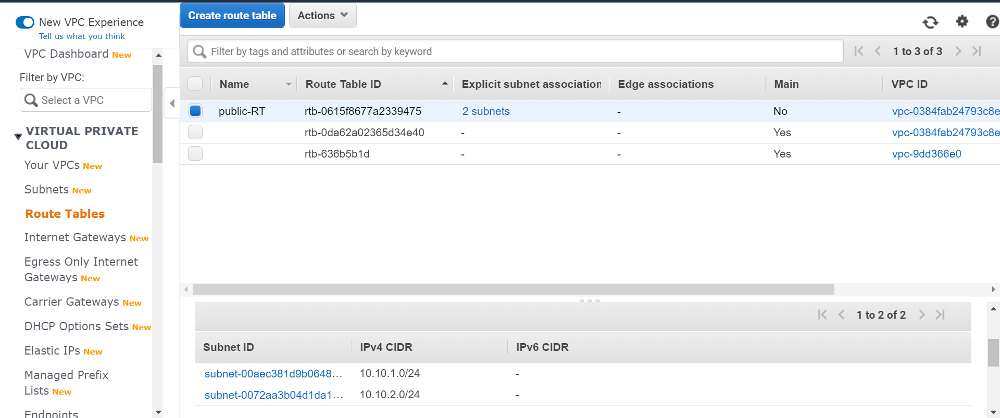 New VPC Experience
Tell us what you think
VPC Dashboard New
Filter by VPC:
Select a VPC
VIRTUAL PRIVATE
CLOUD
Your VPCs New
Subnets New
Route Tables
Internet Gateways New
Egress Only Internet
Gateways New
Carrier Gateways New
DHCP Options Sets New
Elastic IPs New
Managed Prefix
Lists New
Endpoints
Create route table Actions
Filter by tags and attributes or search by keyword 1 to 3 of 3
Name Route Table ID Explicit subnet association Edge associations Main VPC ID
public-RT rtb-0615f8677a2339475 2 subnets - No vpc-0384fab24793c8e
rtb-0da62a02365d34e40 - - Yes vpc-0384fab24793c8e
rtb-636b5b1d - - Yes vpc-9dd366e0
1 to 2 of 2
Subnet ID IPv4 CIDR IPv6 CIDR
subnet-00aec381d9b0648... 10.10.1.0/24 -
subnet-0072aa3b04d1da1... 10.10.2.0/24 -